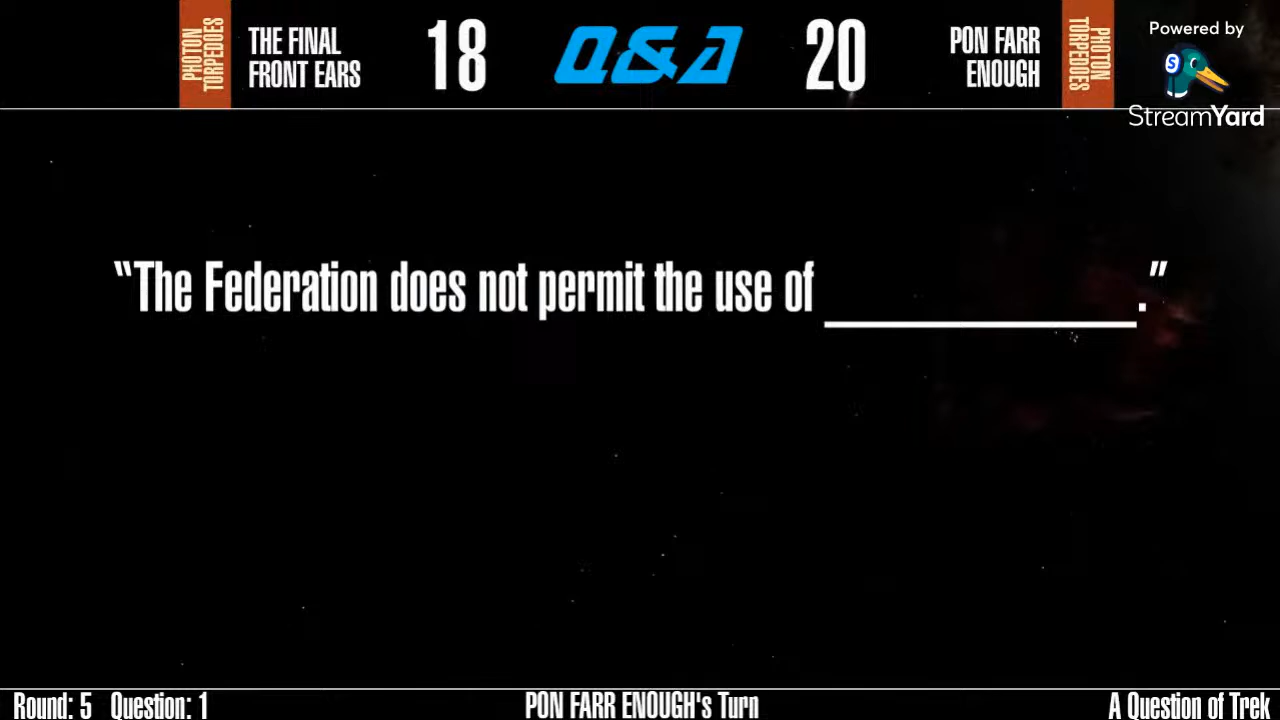 PHOTON
TORPEDOES
THE FINAL
FRONT EARS
18
Q&A
20
PON FARR
ENOUGH
PHOTON
TORPEDOES
Powered by
S
StreamYard
“The Federation does not permit the use of ____________.”
Round: 5 Question: 1
PON FARR ENOUGH's Turn
A Question of Trek